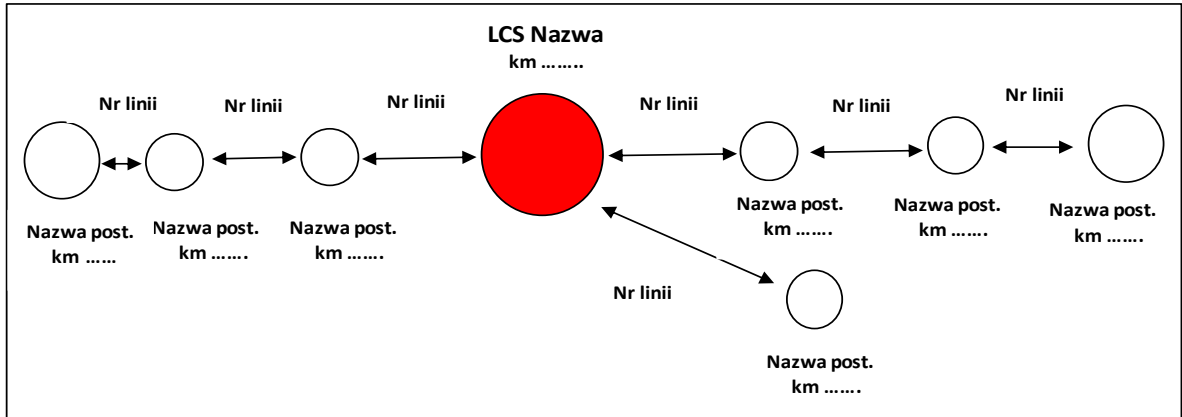 LCS Nazwa
km ……..
Nr linii
Nr linii
Nr linii
Nr linii
Nr linii
Nr linii
Nazwa post.
km ……
Nazwa post.
km …….
Nazwa post.
km …….
Nazwa post.
km …….
Nazwa post.
km …….
Nazwa post.
km …….
Nr linii
Nazwa post.
km …….